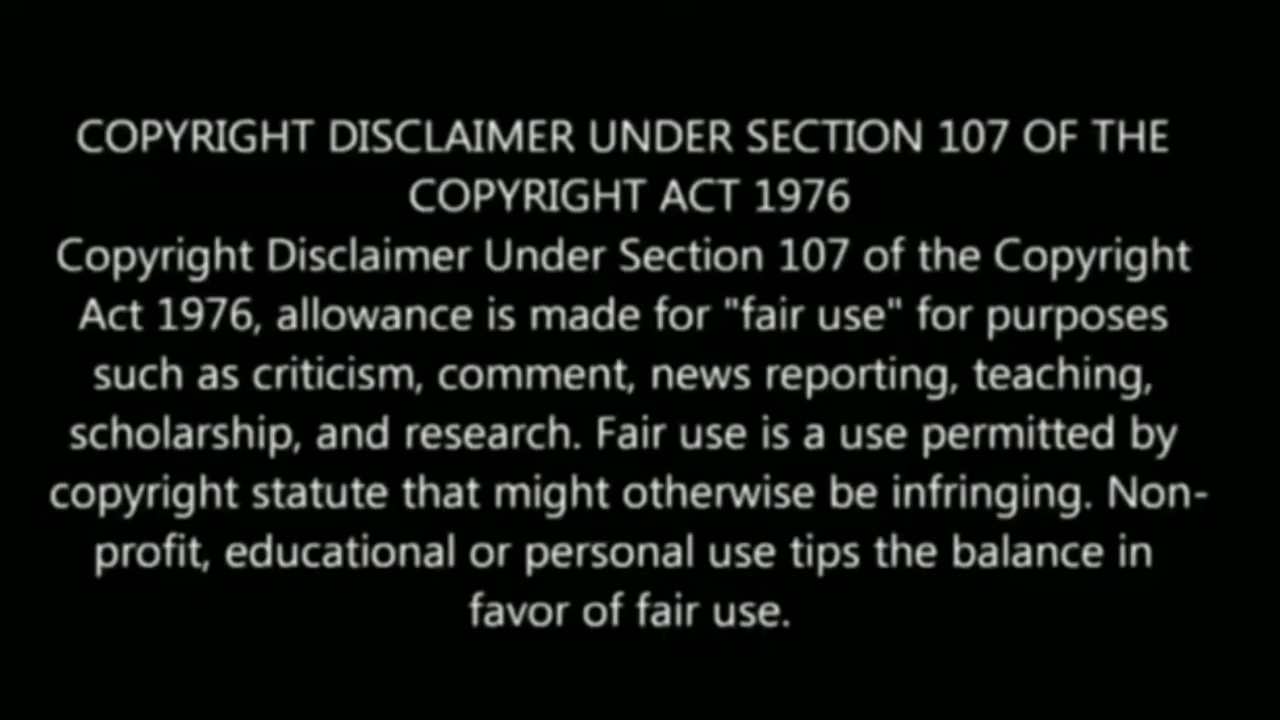 COPYRIGHT DISCLAIMER UNDER SECTION 107 OF THE
COPYRIGHT ACT 1976
Copyright Disclaimer Under Section 107 of the Copyright
Act 1976, allowance is made for "fair use" for purposes
such as criticism, comment, news reporting, teaching,
scholarship, and research. Fair use is a use permitted by
copyright statute that might otherwise be infringing. Non-
profit, educational or personal use tips the balance in
favor of fair use.